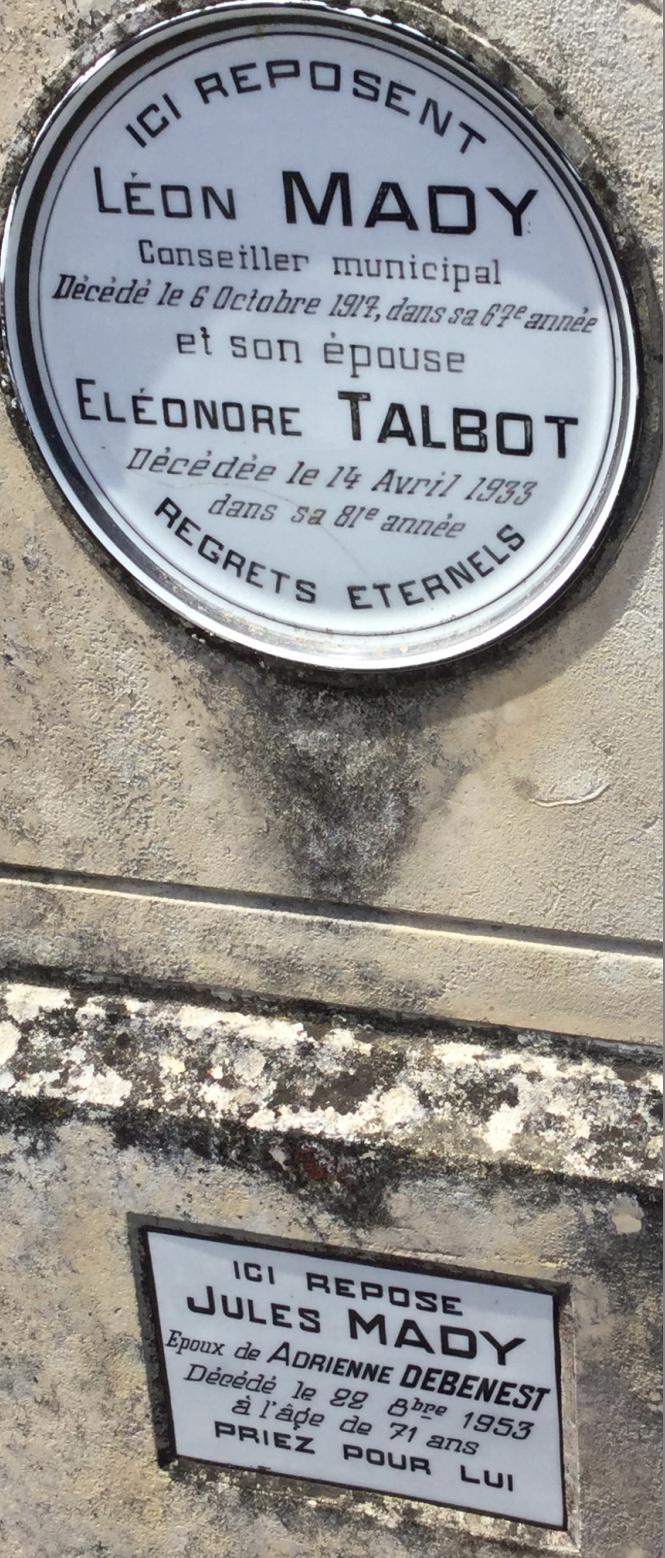 ICI REPOSENT
LÉON MADY
Conseiller municipal
Décédé le 6 Octobre 1917, dans sa 67e année
et son épouse
ELÉONORE TALBOT
Décédée le 14 Avril 1933
dans sa 81e année
REGRETS ETERNELS
ICI REPOSE
JULES MADY
Epoux de ADRIENNE DEBENEST
Décédé le 22 8bre 1953
à l'âge de 71 ans
PRIEZ POUR LUI